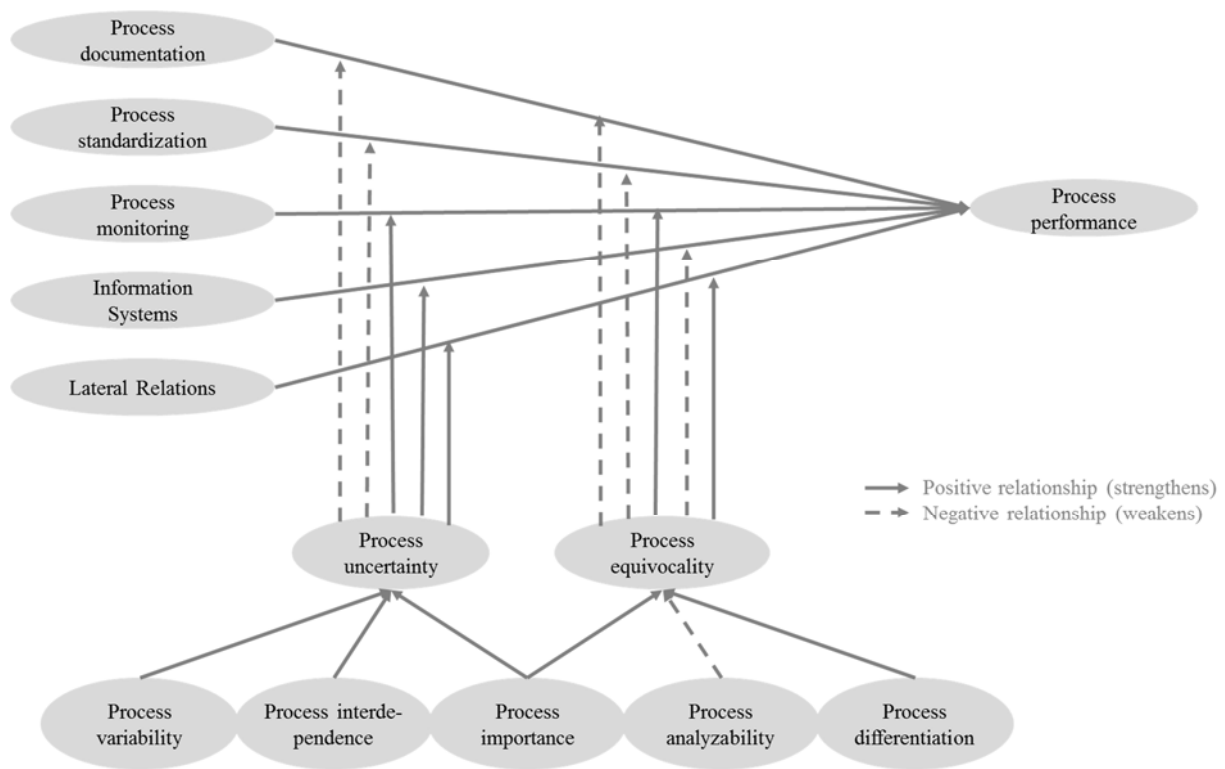 Process
documentation
Process
standardization
Process
monitoring
Information
Systems
Lateral Relations
Process
performance
Positive relationship (strengthens)
Negative relationship (weakens)
Process
uncertainty
Process
equivocality
Process
variability
Process interde-
pendence
Process
importance
Process
analyzability
Process
differentiation